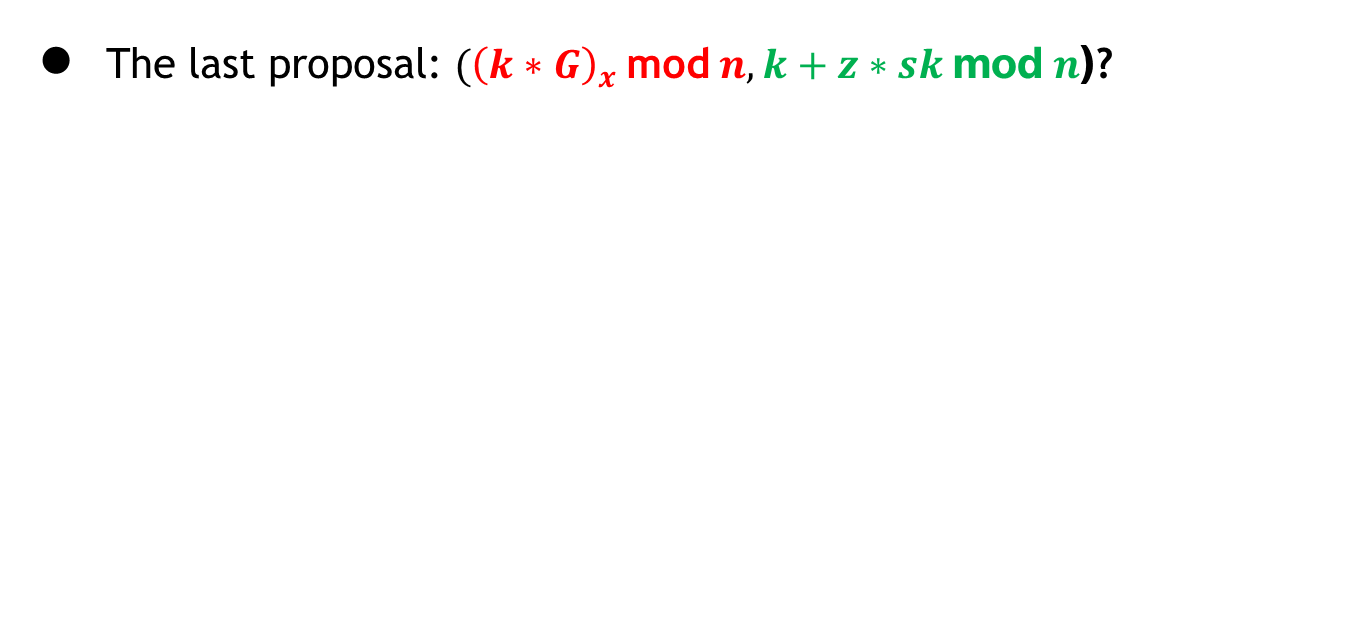 ● The last proposal: ((k ∗ G)ₓ mod n, k + z ∗ sk mod n)?